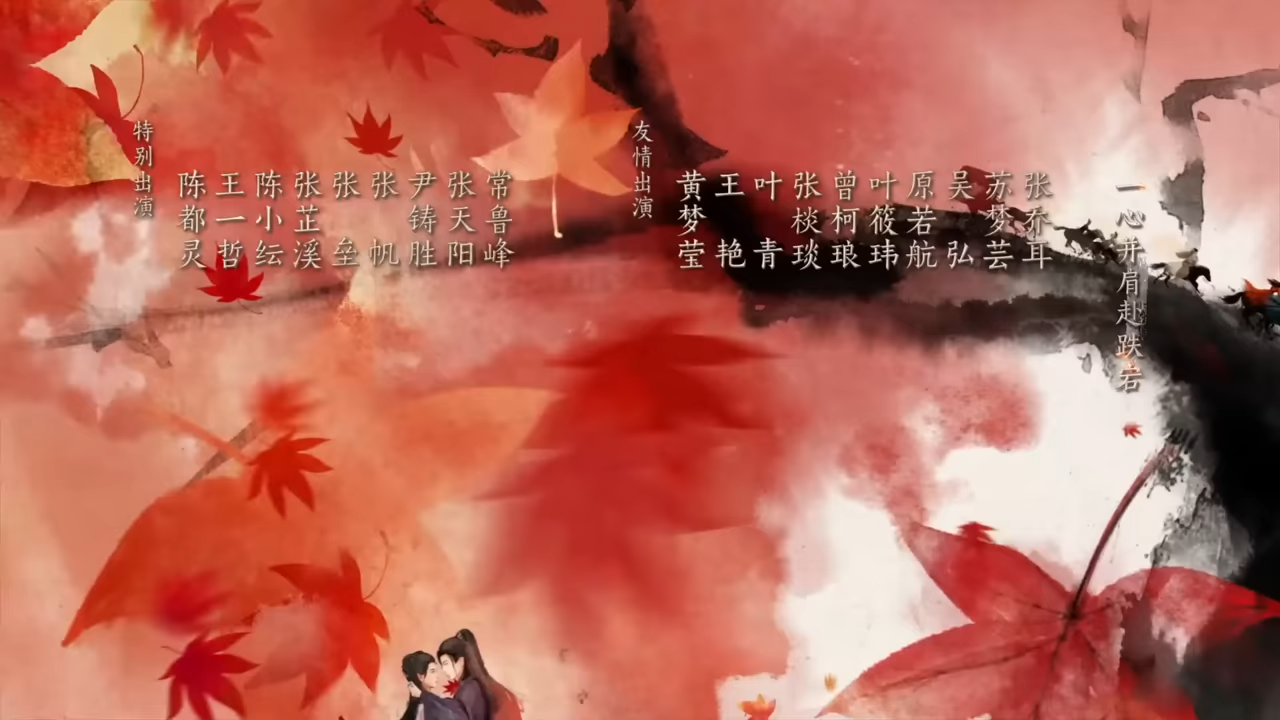 特别出演
陈都灵
王一哲
陈小纭
张芷溪
张垒
张帆
尹铸胜
张天阳
常鲁峰
友情出演
黄梦莹
王艳
叶青
张棪琰
曾柯琅
叶筱玮
原若航
吴弘
苏梦芸
张乔耳
一心并肩赴跌宕